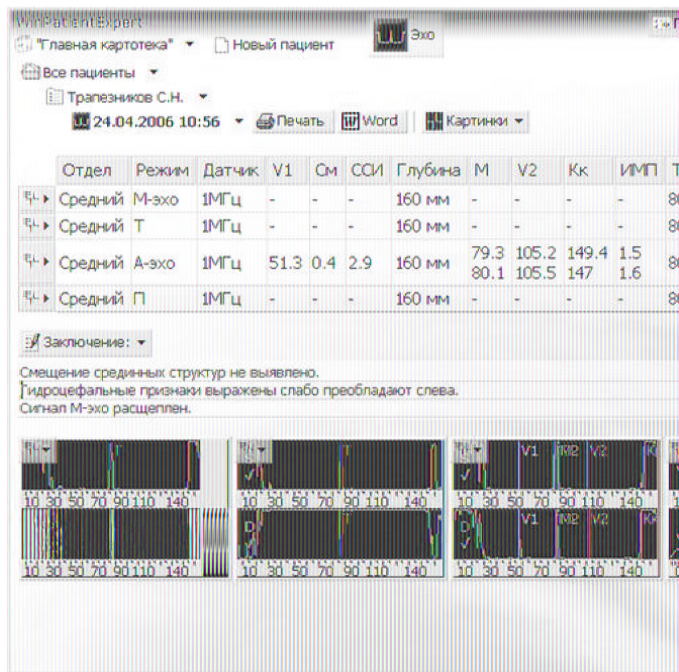 WinPatientExpert
"Главная картотека" Новый пациент Эхо
Все пациенты
Трапезников С.Н.
24.04.2006 10:56 Печать Word Картинки
Отдел Режим Датчик V1 См ССИ Глубина М V2 Кк ИМП
Средний М-эхо 1МГц - - - 160 мм - - - -
Средний Т 1МГц - - - 160 мм - - - -
Средний А-эхо 1МГц 51.3 0.4 2.9 160 мм 79.3 105.2 149.4 1.5
80.1 105.5 147 1.6
Средний П 1МГц - - - 160 мм - - - -
Заключение:
Смещение срединных структур не выявлено.
Гидроцефальные признаки выражены слабо преобладают слева.
Сигнал М-эхо расщеплен.
T T V1 M2 V2
10 30 50 70 90 110 140 10 30 50 70 90 110 140 10 30 50 70 90 110 140
D T D V1 M2 V2
10 30 50 70 90 110 140 10 30 50 70 90 110 140 10 30 50 70 90 110 140